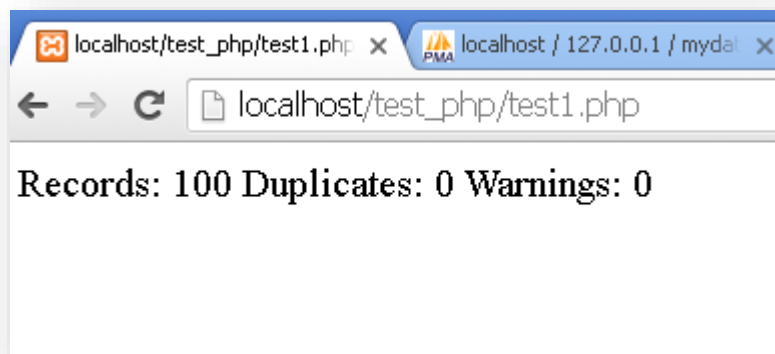 localhost/test_php/test1.php
PMA localhost / 127.0.0.1 / mydat
localhost/test_php/test1.php
Records: 100 Duplicates: 0 Warnings: 0